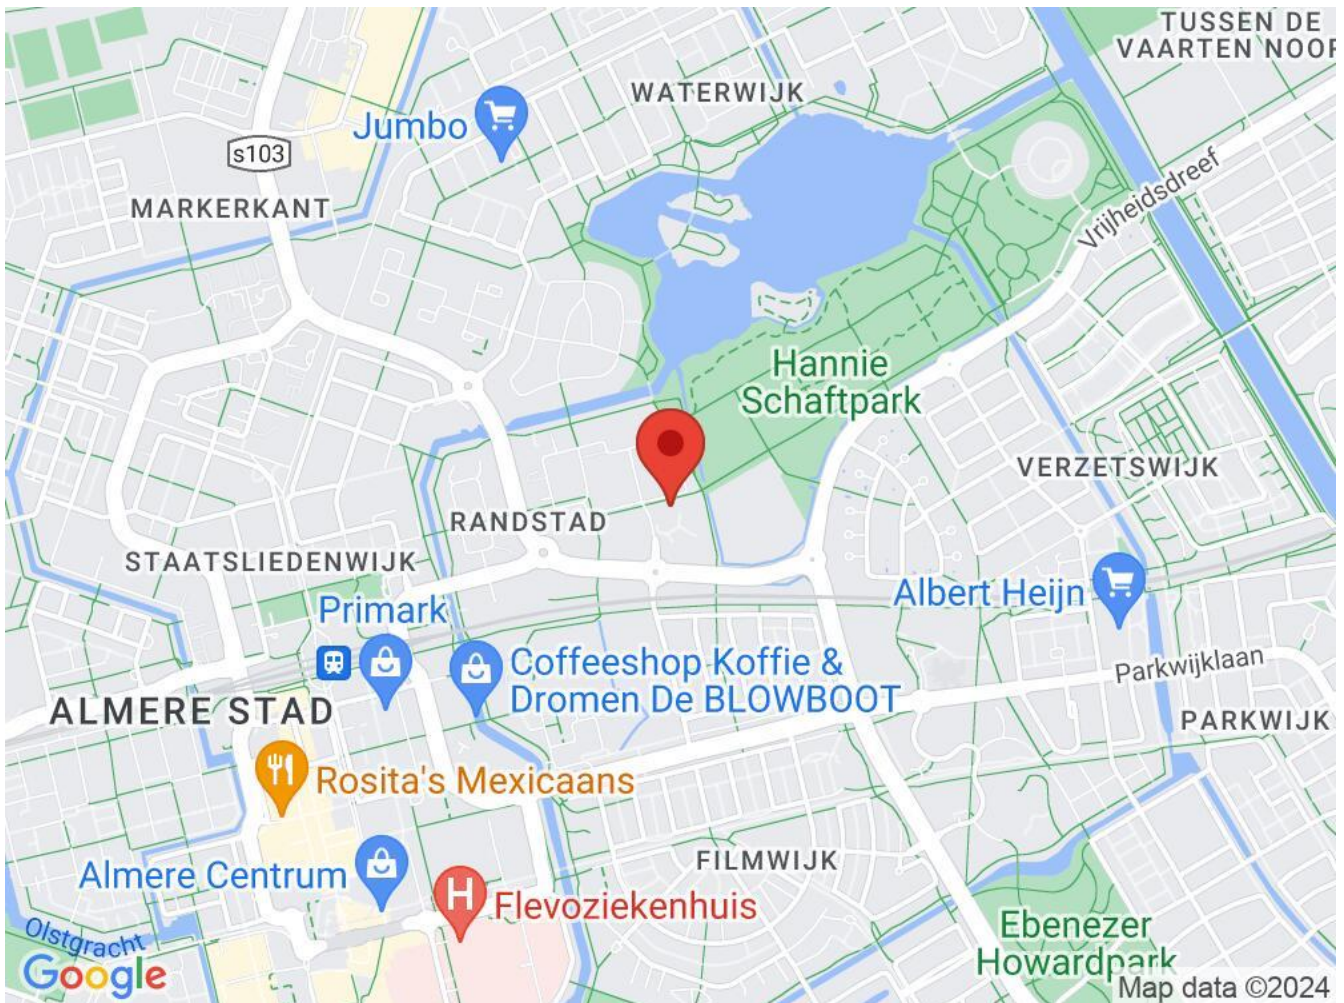 TUSSEN DE
VAARTEN NOOR
WATERWIJK
Jumbo
s103
MARKERKANT
Vrijheidsdreef
Hannie
Schaftpark
VERZETSWIJK
RANDSTAD
STAATSLIEDENWIJK
Albert Heijn
Primark
Coffeeshop Koffie &
Dromen De BLOWBOOT
Parkwijklaan
ALMERE STAD
PARKWIJK
Rosita's Mexicaans
FILMWIJK
Almere Centrum
H
Flevoziekenhuis
Ebenezer
Howardpark
Olstgracht
Google
Map data ©2024